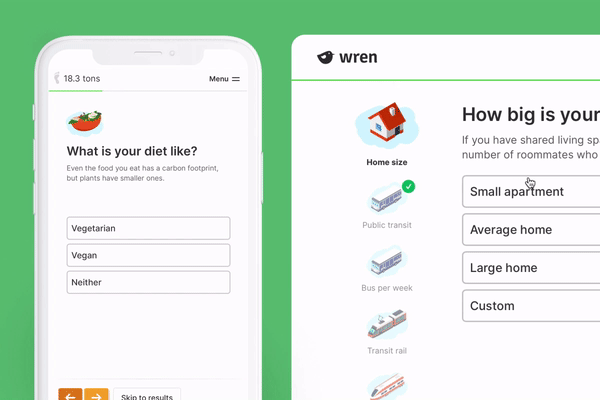 18.3 tons
Menu
What is your diet like?
Even the food you eat has a carbon footprint,
but plants have smaller ones.
Vegetarian
Vegan
Neither
Skip to results
wren
Home size
Public transit
Bus per week
Transit rail
How big is your
If you have shared living
number of roommates who
Small apartment
Average home
Large home
Custom